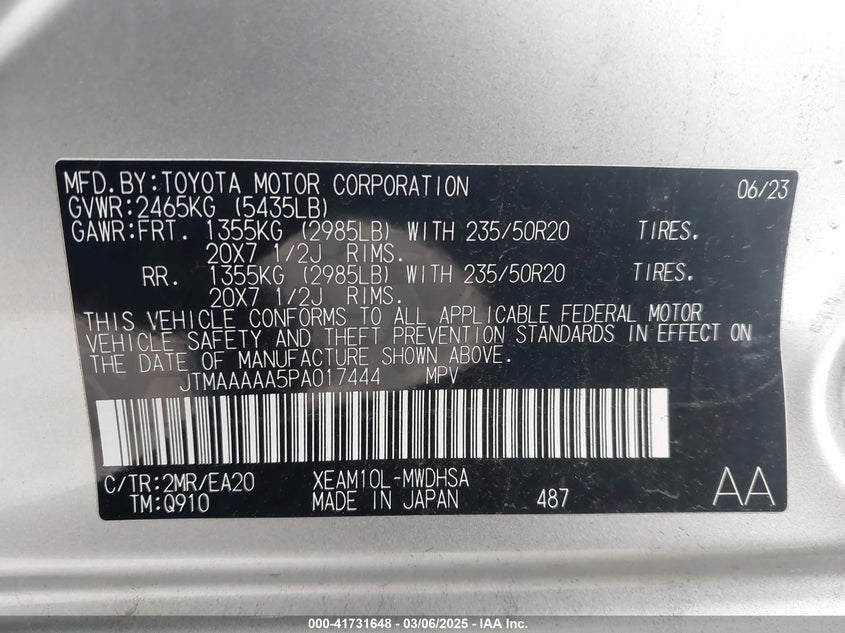 MFD.BY:TOYOTA MOTOR CORPORATION 06/23
GVWR:2465KG (5435LB)
GAWR:FRT. 1355KG (2985LB) WITH 235/50R20 TIRES.
20X7 1/2J RIMS.
RR. 1355KG (2985LB) WITH 235/50R20 TIRES.
20X7 1/2J RIMS.
THIS VEHICLE CONFORMS TO ALL APPLICABLE FEDERAL MOTOR
VEHICLE SAFETY AND THEFT PREVENTION STANDARDS IN EFFECT ON
THE DATE OF MANUFACTURE SHOWN ABOVE.
JTMAAAAA5PA017444 MPV
C/TR:2MR/EA20 XEAM10L-MWDHSA
TM:Q910 MADE IN JAPAN 487 AA
000-41731648 - 03/06/2025 - IAA Inc.